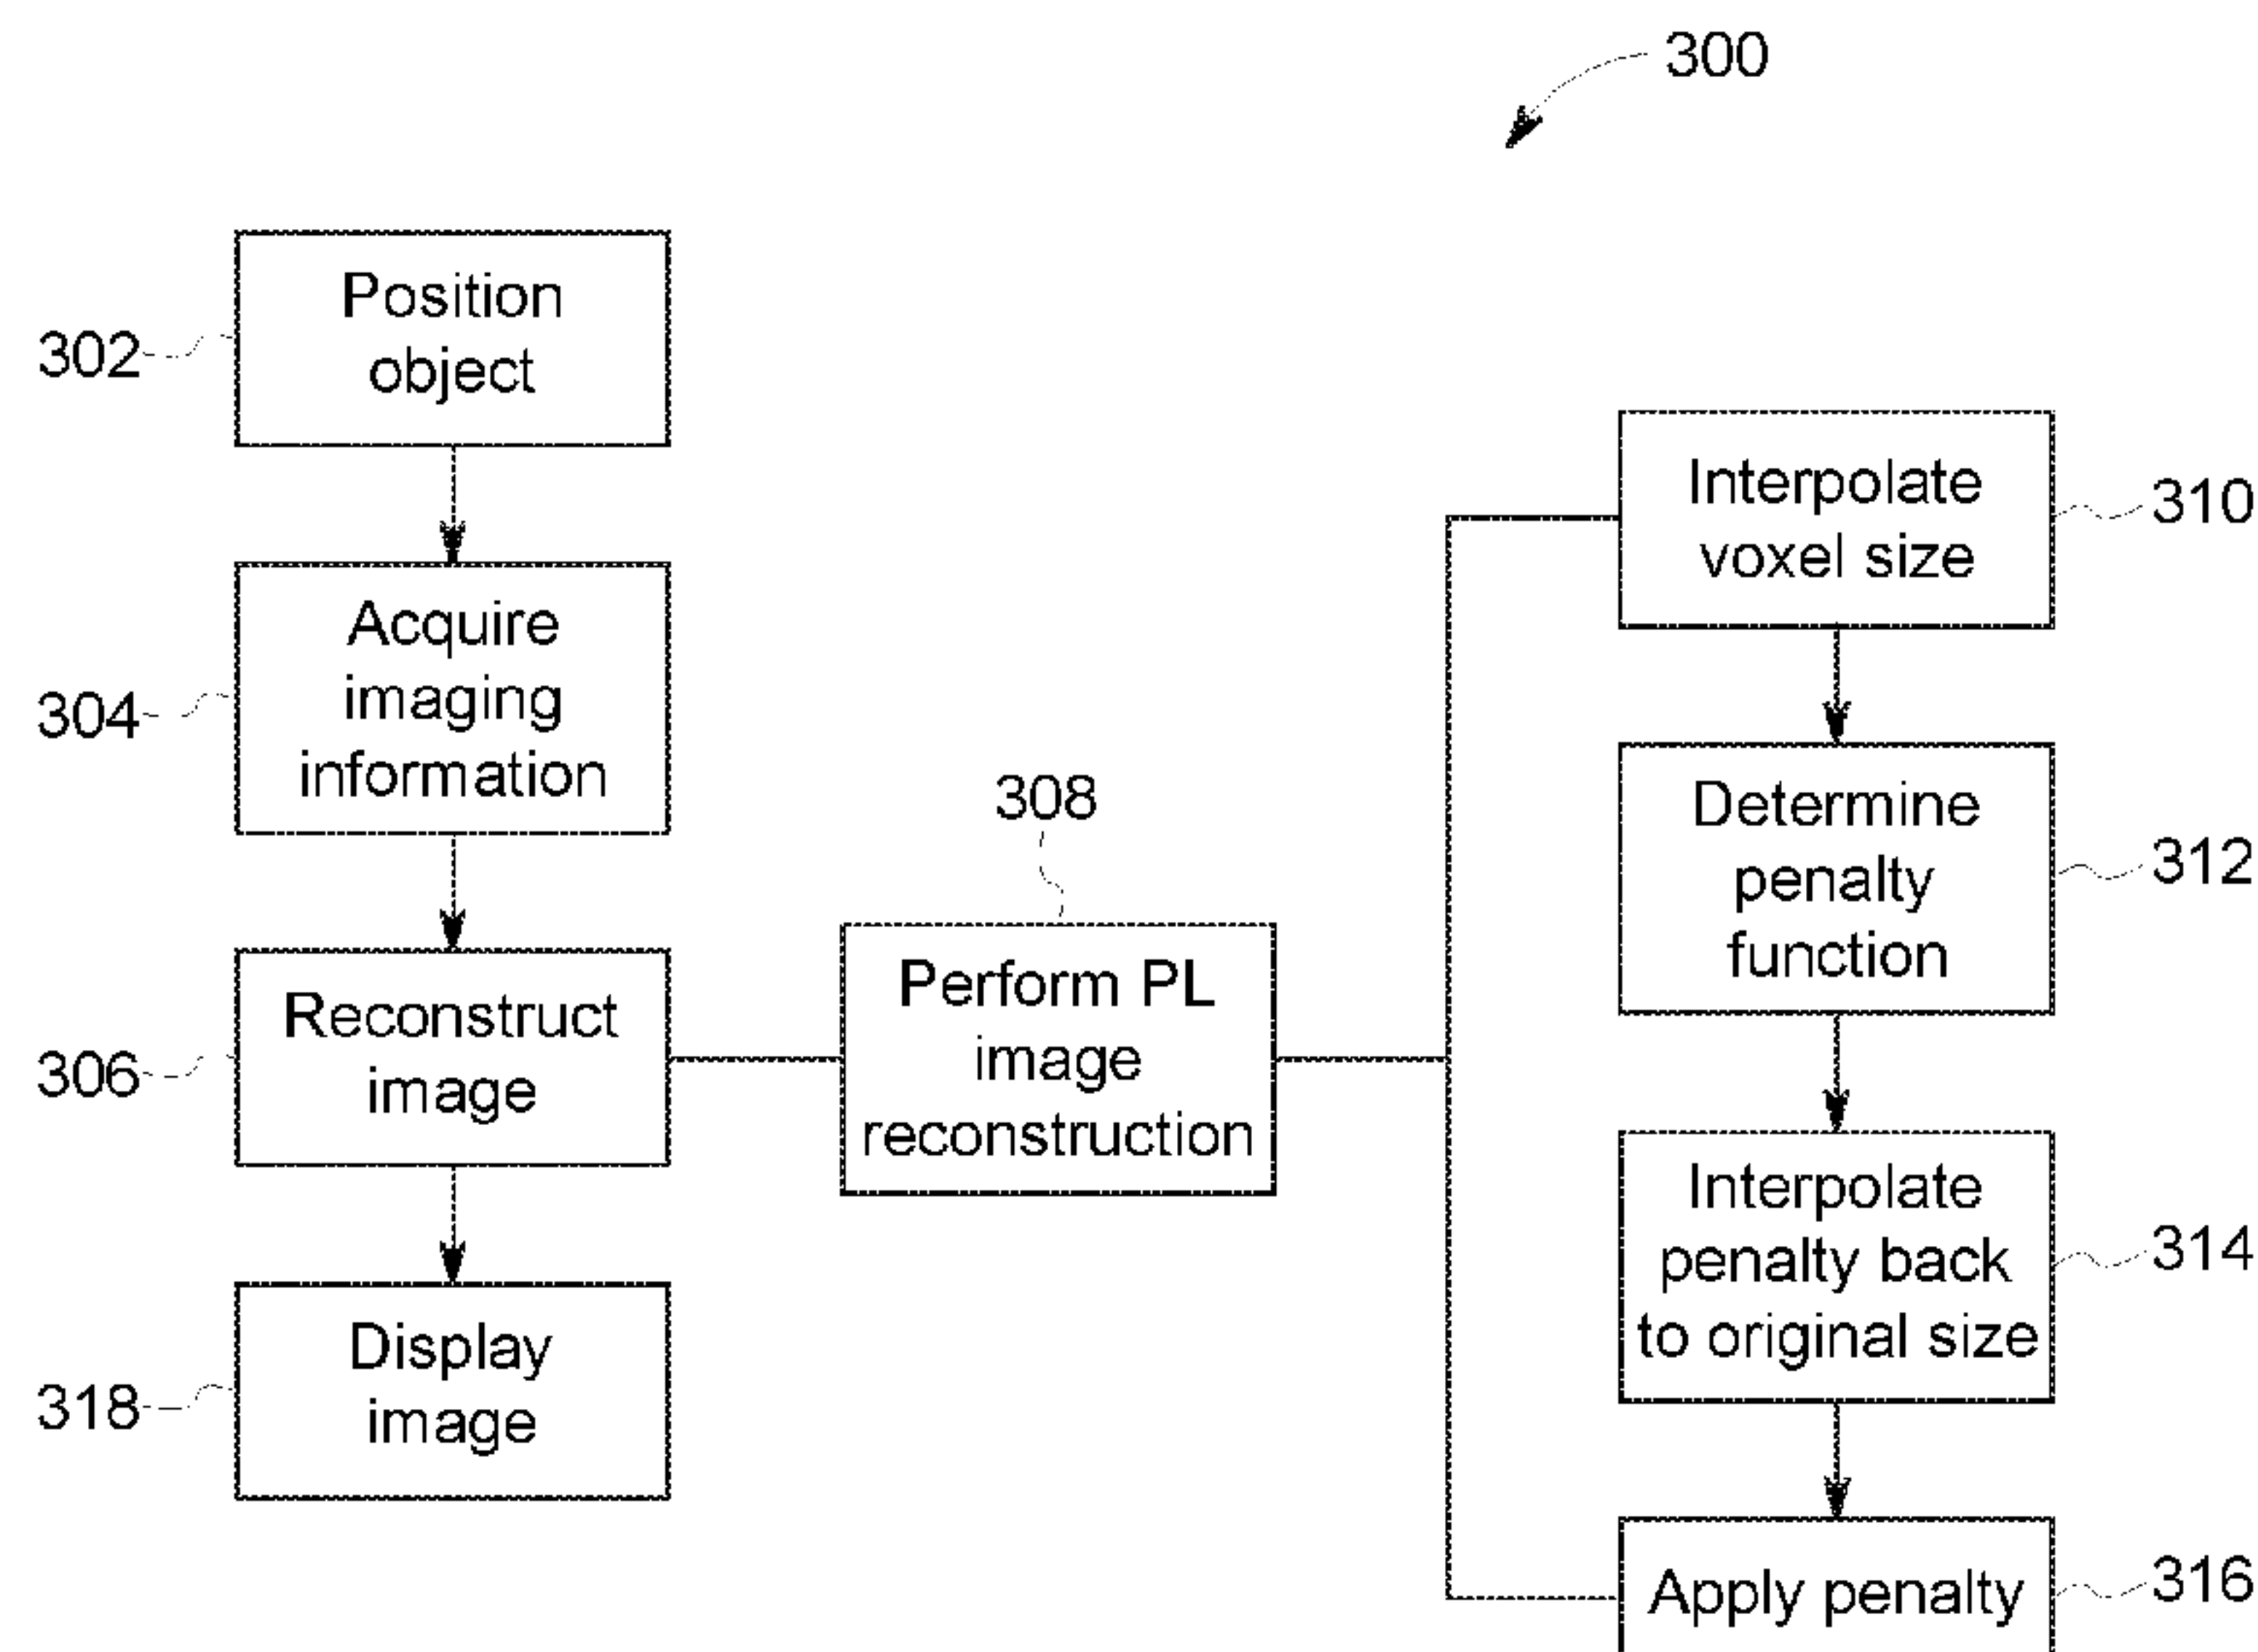 300
302
Position
object
304
Acquire
imaging
information
306
Reconstruct
image
318
Display
image
308
Perform PL
image
reconstruction
Interpolate
voxel size
310
Determine
penalty
function
312
Interpolate
penalty back
to original size
314
Apply penalty
316